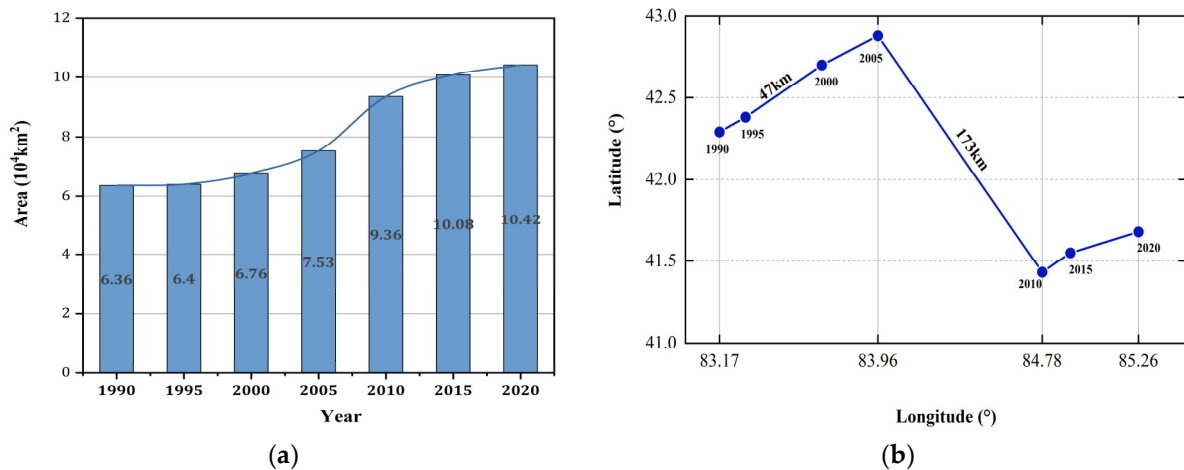 12
10
8
6
4
2
0
Area (10⁴km²)
6.36
6.4
6.76
7.53
9.36
10.08
10.42
1990 1995 2000 2005 2010 2015 2020
Year
(a)
43.0
42.5
42.0
41.5
41.0
Latitude (°)
1990
1995
47km
2000
2005
173km
2010
2015
2020
83.17 83.96 84.78 85.26
Longitude (°)
(b)